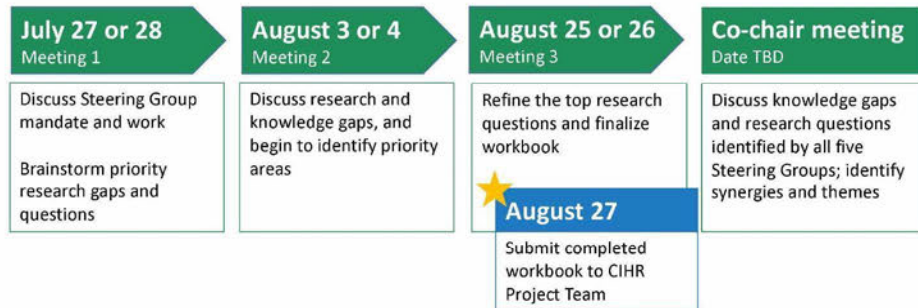 July 27 or 28
Meeting 1
Discuss Steering Group
mandate and work
Brainstorm priority
research gaps and
questions
August 3 or 4
Meeting 2
Discuss research and
knowledge gaps, and
begin to identify priority
areas
August 25 or 26
Meeting 3
Refine the top research
questions and finalize
workbook
August 27
Submit completed
workbook to CIHR
Project Team
Co-chair meeting
Date TBD
Discuss knowledge gaps
and research questions
identified by all five
Steering Groups; identify
synergies and themes